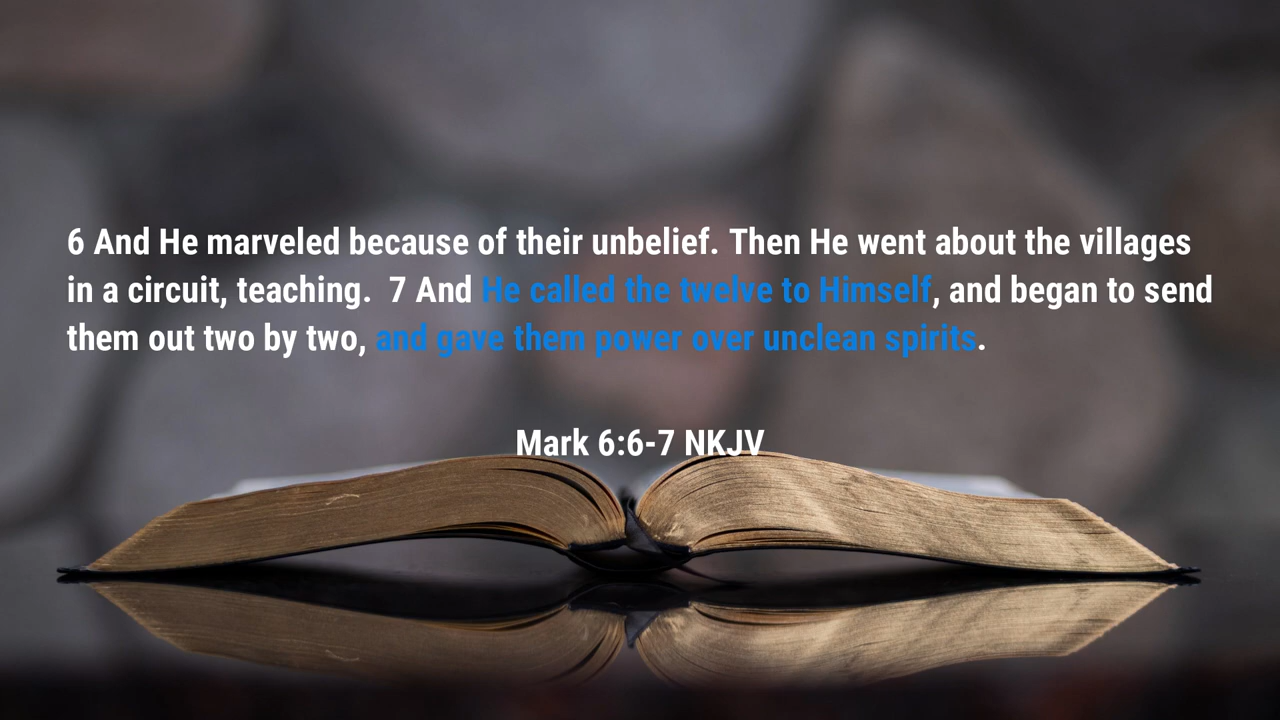 6 And He marveled because of their unbelief. Then He went about the villages
in a circuit, teaching.  7 And He called the twelve to Himself, and began to send
them out two by two, and gave them power over unclean spirits.
Mark 6:6-7 NKJV